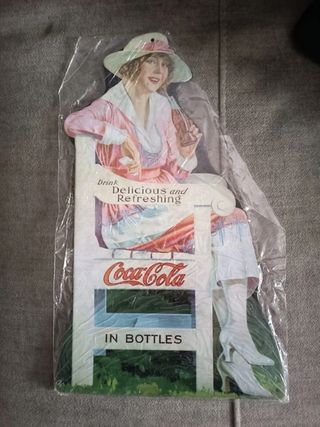 Drink
Delicious and
Refreshing
Coca-Cola
IN BOTTLES